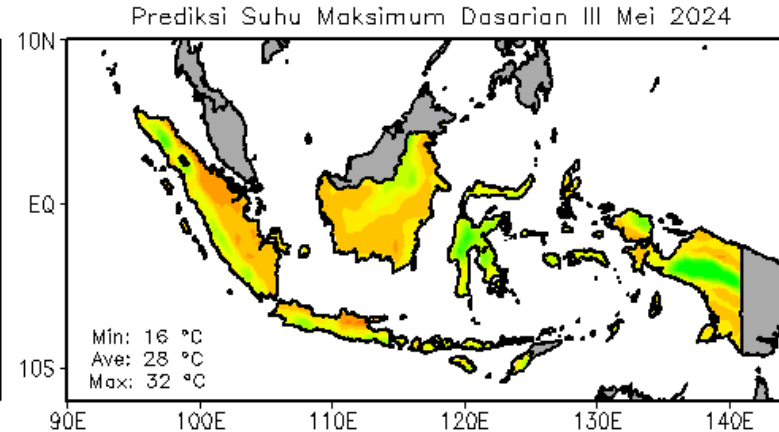 Prediksi Suhu Maksimum Dasarian III Mei 2024
10N
EQ
10S
Min: 16 °C
Ave: 28 °C
Max: 32 °C
90E 100E 110E 120E 130E 140E